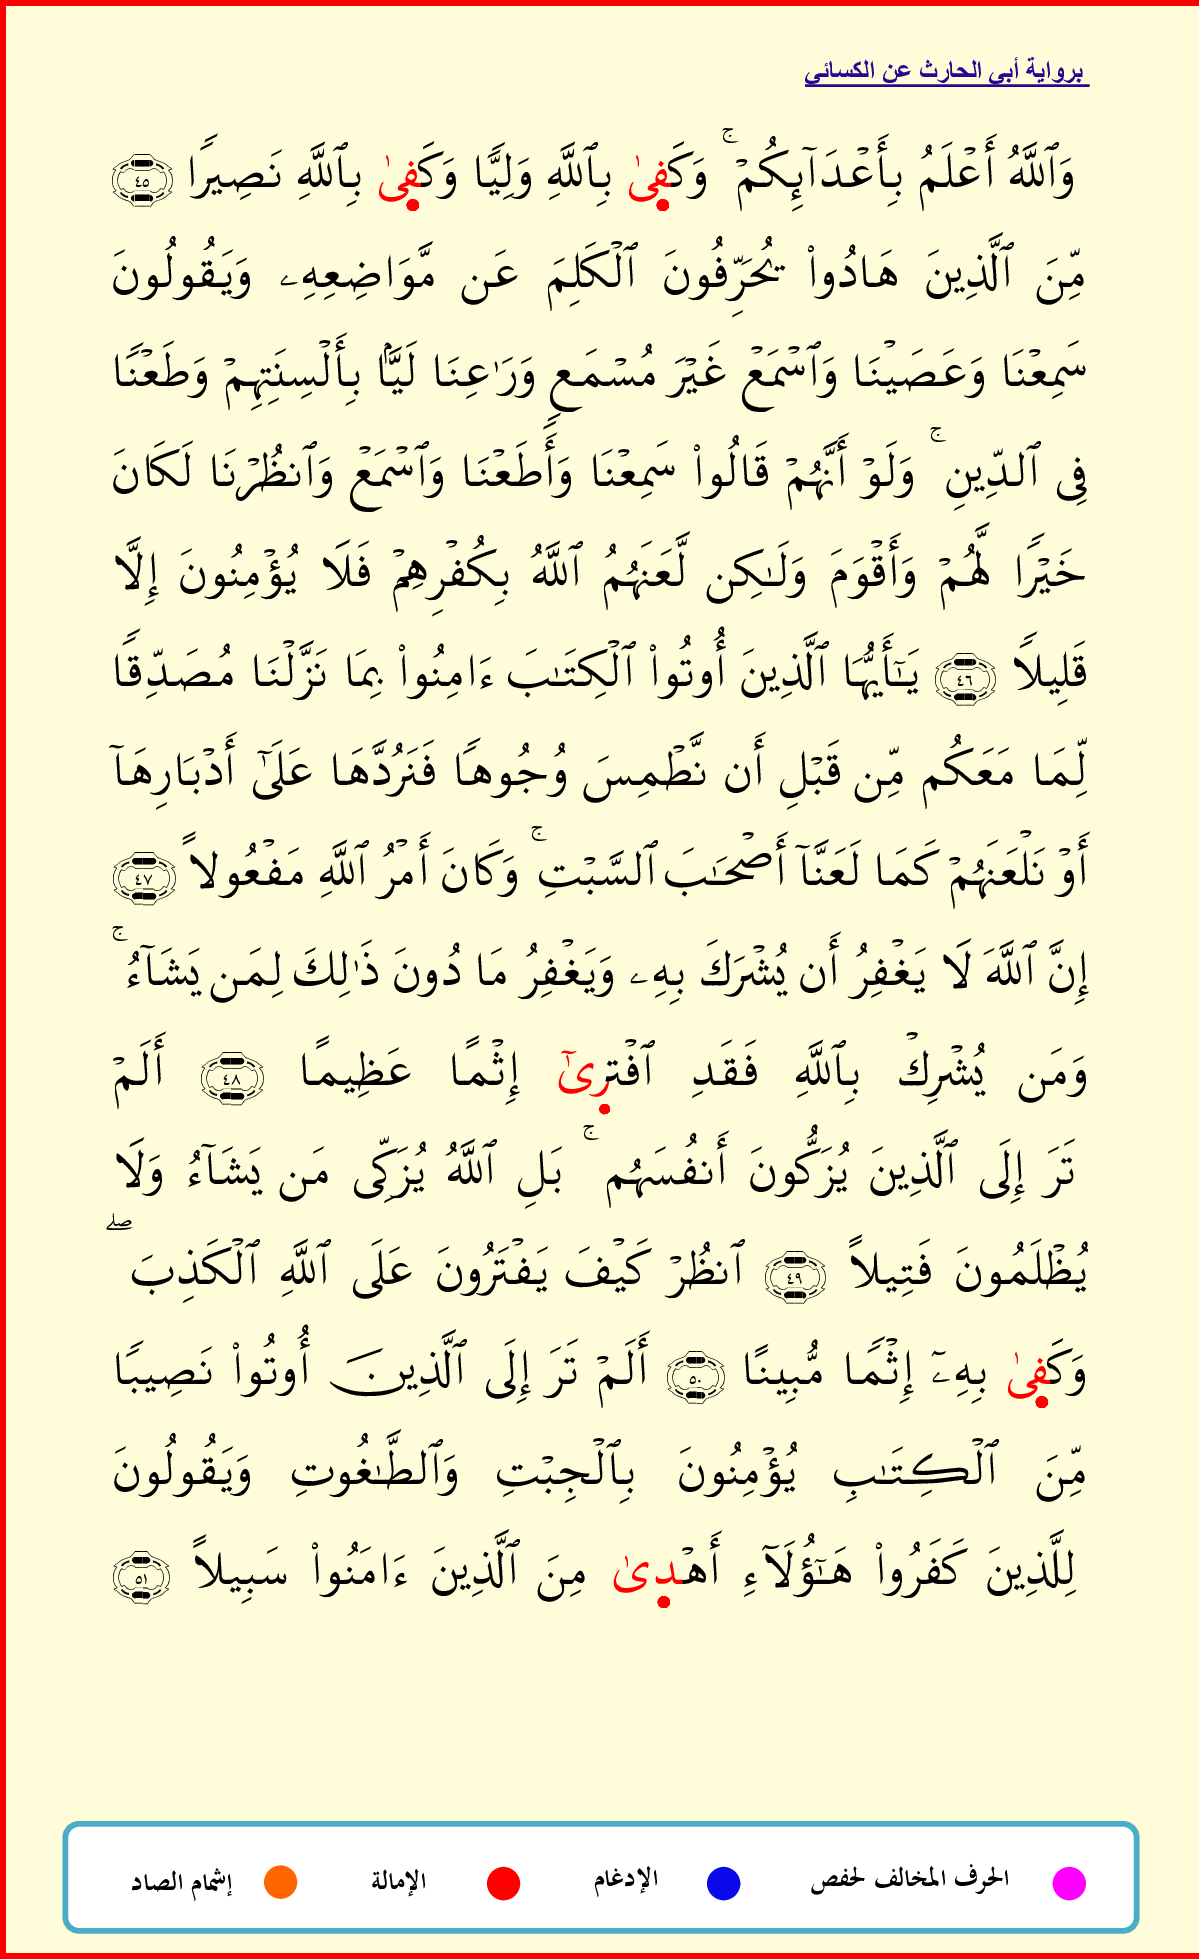 برواية أبي الحارث عن الكسائي
وَٱللَّهُ أَعۡلَمُ بِأَعۡدَآئِكُمۡ ۚ وَكَفِىٰ بِٱللَّهِ وَلِيًّا وَكَفِىٰ بِٱللَّهِ نَصِيرًا ٤٥
مِّنَ ٱلَّذِينَ هَادُواْ يُحَرِّفُونَ ٱلۡكَلِمَ عَن مَّوَاضِعِهِۦ وَيَقُولُونَ
سَمِعۡنَا وَعَصَيۡنَا وَٱسۡمَعۡ غَيۡرَ مُسۡمَعٍ وَرَٰعِنَا لَيَّۢا بِأَلۡسِنَتِهِمۡ وَطَعۡنًا
فِى ٱلدِّينِ ۚ وَلَوۡ أَنَّهُمۡ قَالُواْ سَمِعۡنَا وَأَطَعۡنَا وَٱسۡمَعۡ وَٱنظُرۡنَا لَكَانَ
خَيۡرًا لَّهُمۡ وَأَقۡوَمَ وَلَـٰكِن لَّعَنَهُمُ ٱللَّهُ بِكُفۡرِهِمۡ فَلَا يُؤۡمِنُونَ إِلَّا
قَلِيلاً ٤٦ يَـٰٓأَيُّهَا ٱلَّذِينَ أُوتُواْ ٱلۡكِتَـٰبَ ءَامِنُواْ بِمَا نَزَّلۡنَا مُصَدِّقًا
لِّمَا مَعَكُم مِّن قَبۡلِ أَن نَّطۡمِسَ وُجُوهًا فَنَرُدَّهَا عَلَىٰٓ أَدۡبَارِهَآ
أَوۡ نَلۡعَنَهُمۡ كَمَا لَعَنَّآ أَصۡحَـٰبَ ٱلسَّبۡتِ ۚ وَكَانَ أَمۡرُ ٱللَّهِ مَفۡعُولاً ٤٧
إِنَّ ٱللَّهَ لَا يَغۡفِرُ أَن يُشۡرَكَ بِهِۦ وَيَغۡفِرُ مَا دُونَ ذَٰلِكَ لِمَن يَشَآءُ ۚ
وَمَن يُشۡرِكۡ بِٱللَّهِ فَقَدِ ٱفۡتَرِىٰٓ إِثۡمًا عَظِيمًا ٤٨ أَلَمۡ
تَرَ إِلَى ٱلَّذِينَ يُزَكُّونَ أَنفُسَهُم ۚ بَلِ ٱللَّهُ يُزَكِّى مَن يَشَآءُ وَلَا
يُظۡلَمُونَ فَتِيلاً ٤٩ ٱنظُرۡ كَيۡفَ يَفۡتَرُونَ عَلَى ٱللَّهِ ٱلۡكَذِبَ ۖ
وَكَفِىٰ بِهِۦٓ إِثۡمًا مُّبِينًا ٥٠ أَلَمۡ تَرَ إِلَى ٱلَّذِينَ أُوتُواْ نَصِيبًا
مِّنَ ٱلۡكِتَـٰبِ يُؤۡمِنُونَ بِٱلۡجِبۡتِ وَٱلطَّـٰغُوتِ وَيَقُولُونَ
لِلَّذِينَ كَفَرُواْ هَـٰٓؤُلَآءِ أَهۡدِىٰ مِنَ ٱلَّذِينَ ءَامَنُواْ سَبِيلاً ٥١
الحرف المخالف لحفص الإدغام الإمالة إشمام الصاد